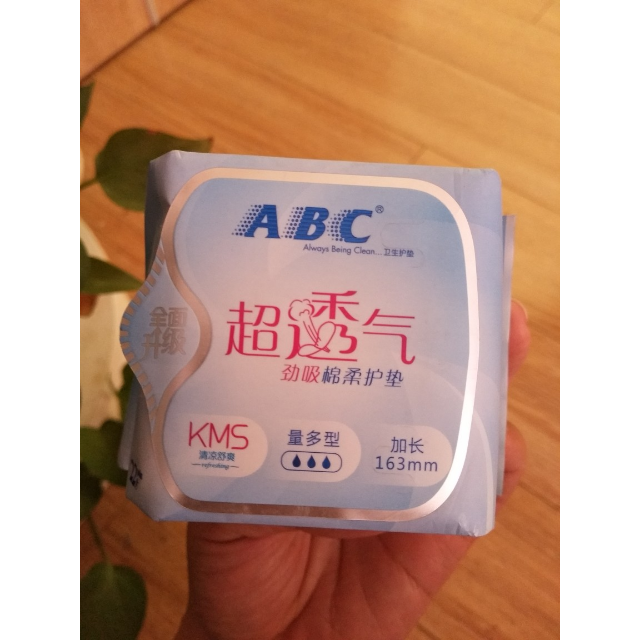 ABC®
Always Being Clean... 卫生护垫
全面
升级
超透气
劲吸棉柔护垫
KMS
清凉舒爽
refreshing
量多型
加长
163mm